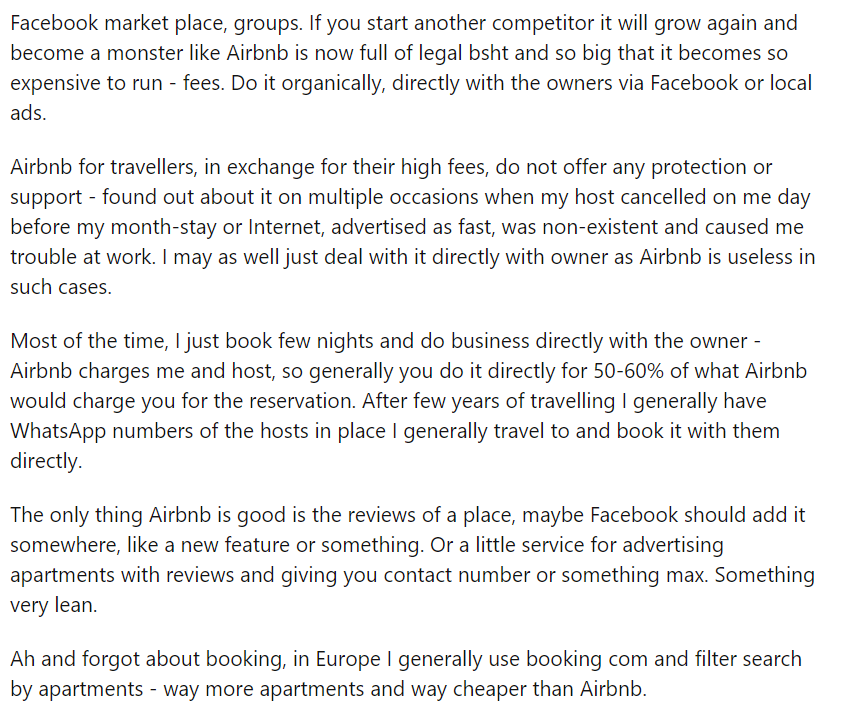 Facebook market place, groups. If you start another competitor it will grow again and
become a monster like Airbnb is now full of legal bsht and so big that it becomes so
expensive to run - fees. Do it organically, directly with the owners via Facebook or local
ads.
Airbnb for travellers, in exchange for their high fees, do not offer any protection or
support - found out about it on multiple occasions when my host cancelled on me day
before my month-stay or Internet, advertised as fast, was non-existent and caused me
trouble at work. I may as well just deal with it directly with owner as Airbnb is useless in
such cases.
Most of the time, I just book few nights and do business directly with the owner -
Airbnb charges me and host, so generally you do it directly for 50-60% of what Airbnb
would charge you for the reservation. After few years of travelling I generally have
WhatsApp numbers of the hosts in place I generally travel to and book it with them
directly.
The only thing Airbnb is good is the reviews of a place, maybe Facebook should add it
somewhere, like a new feature or something. Or a little service for advertising
apartments with reviews and giving you contact number or something max. Something
very lean.
Ah and forgot about booking, in Europe I generally use booking com and filter search
by apartments - way more apartments and way cheaper than Airbnb.